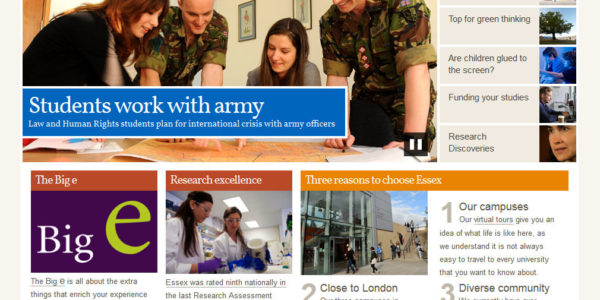 Top for green thinking
Are children glued to
the screen?
Funding your studies
Research
Discoveries
Students work with army
Law and Human Rights students plan for international crisis with army officers
The Big e
Big e
The Big e is all about the extra
things that enrich your experience
Research excellence
Essex was rated ninth nationally in
the last Research Assessment
Three reasons to choose Essex
1 Our campuses
Our virtual tours give you an
idea of what life is like here, as
we understand it is not always
easy to travel to every university
that you want to know about.
2 Close to London
3 Diverse community